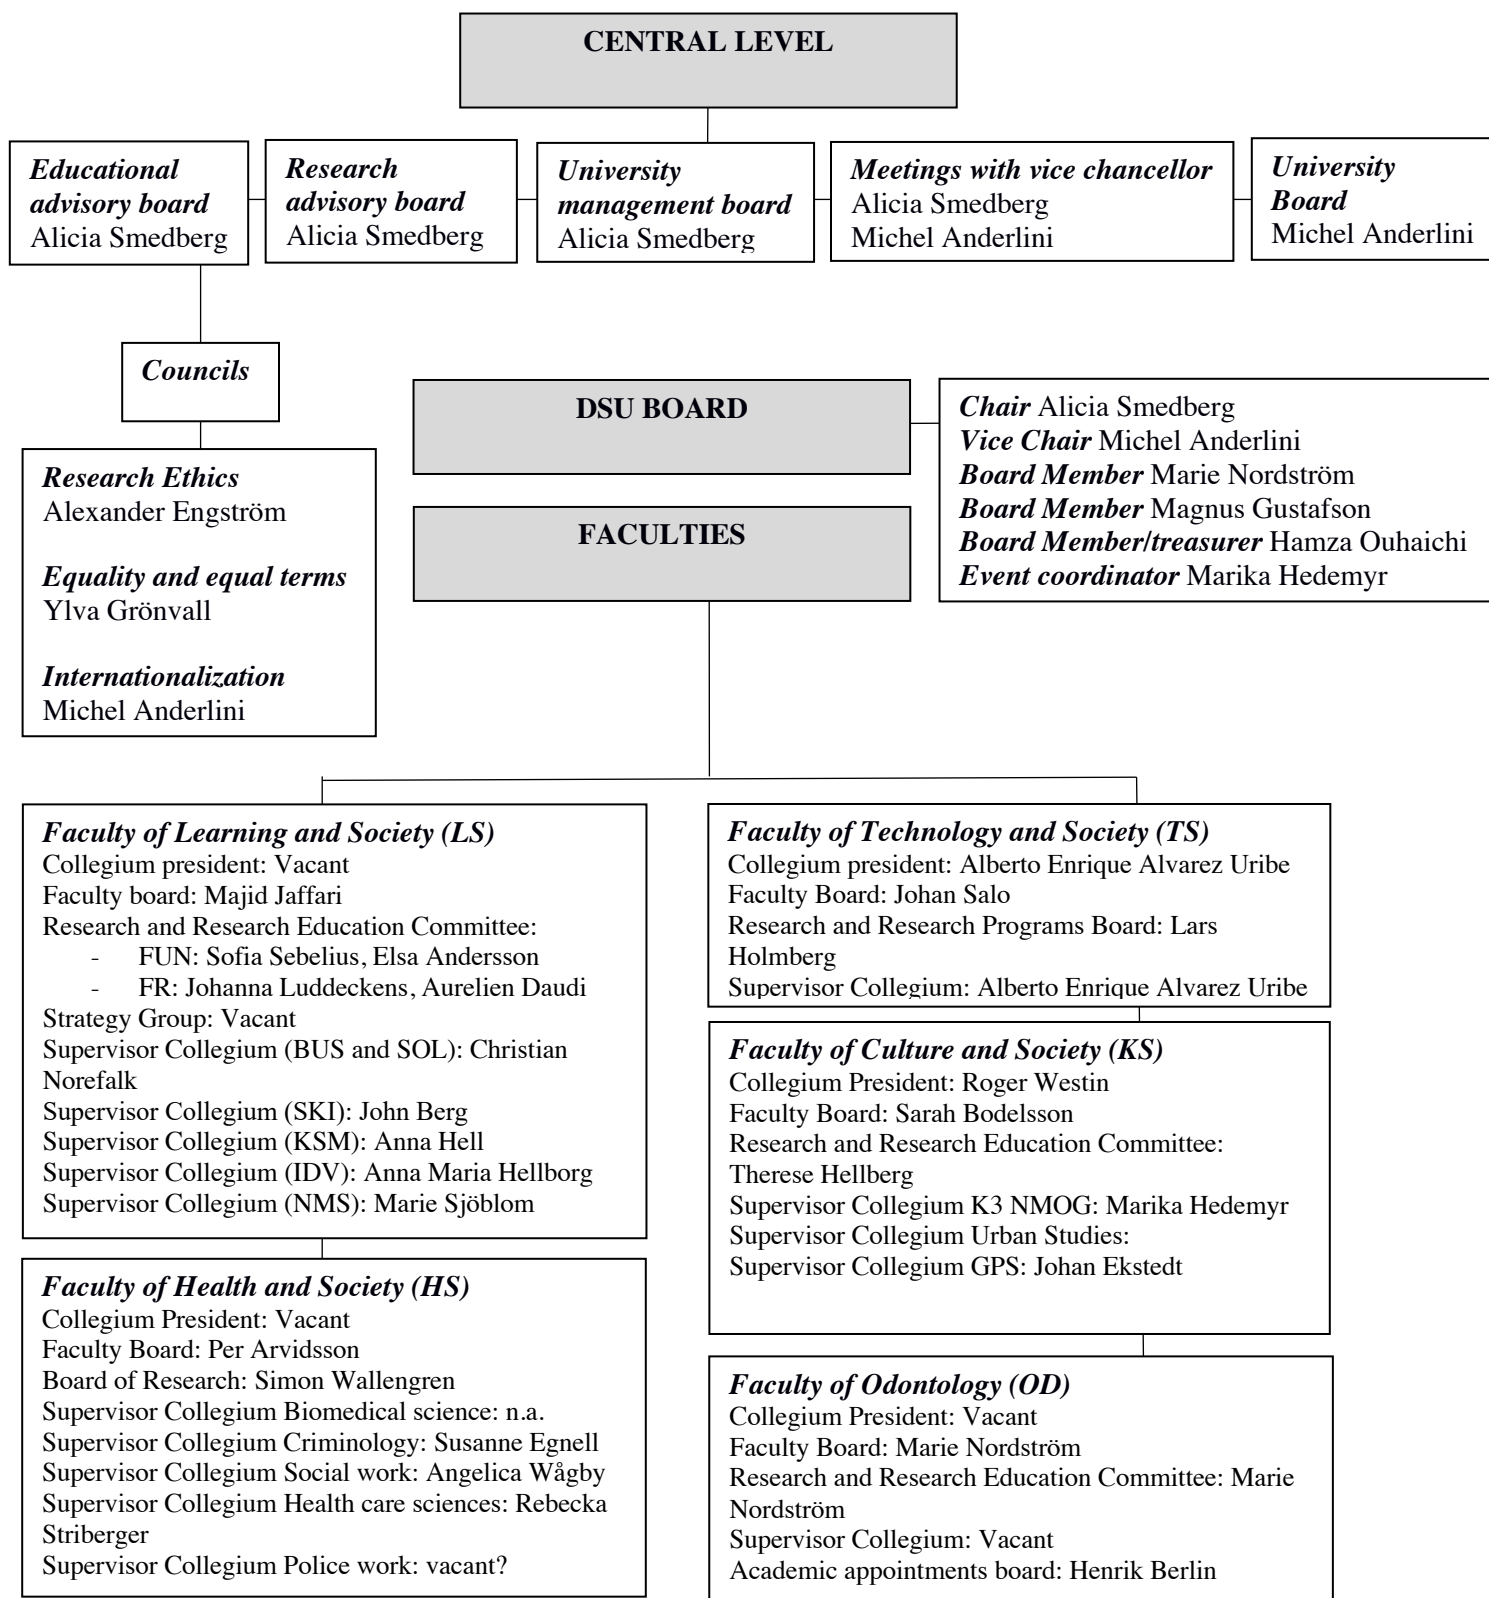 CENTRAL LEVEL
Educational
advisory board
Alicia Smedberg
Research
advisory board
Alicia Smedberg
University
management board
Alicia Smedberg
Meetings with vice chancellor
Alicia Smedberg
Michel Anderlini
University
Board
Michel Anderlini
Councils
Research Ethics
Alexander Engström
Equality and equal terms
Ylva Grönvall
Internationalization
Michel Anderlini
DSU BOARD
Chair Alicia Smedberg
Vice Chair Michel Anderlini
Board Member Marie Nordström
Board Member Magnus Gustafson
Board Member/treasurer Hamza Ouhaichi
Event coordinator Marika Hedemyr
FACULTIES
Faculty of Learning and Society (LS)
Collegium president: Vacant
Faculty board: Majid Jaffari
Research and Research Education Committee:
- FUN: Sofia Sebelius, Elsa Andersson
- FR: Johanna Luddeckens, Aurelien Daudi
Strategy Group: Vacant
Supervisor Collegium (BUS and SOL): Christian
Norefalk
Supervisor Collegium (SKI): John Berg
Supervisor Collegium (KSM): Anna Hell
Supervisor Collegium (IDV): Anna Maria Hellborg
Supervisor Collegium (NMS): Marie Sjöblom
Faculty of Health and Society (HS)
Collegium President: Vacant
Faculty Board: Per Arvidsson
Board of Research: Simon Wallengren
Supervisor Collegium Biomedical science: n.a.
Supervisor Collegium Criminology: Susanne Egnell
Supervisor Collegium Social work: Angelica Wågby
Supervisor Collegium Health care sciences: Rebecka
Striberger
Supervisor Collegium Police work: vacant?
Faculty of Technology and Society (TS)
Collegium president: Alberto Enrique Alvarez Uribe
Faculty Board: Johan Salo
Research and Research Programs Board: Lars
Holmberg
Supervisor Collegium: Alberto Enrique Alvarez Uribe
Faculty of Culture and Society (KS)
Collegium President: Roger Westin
Faculty Board: Sarah Bodelsson
Research and Research Education Committee:
Therese Hellberg
Supervisor Collegium K3 NMOG: Marika Hedemyr
Supervisor Collegium Urban Studies:
Supervisor Collegium GPS: Johan Ekstedt
Faculty of Odontology (OD)
Collegium President: Vacant
Faculty Board: Marie Nordström
Research and Research Education Committee: Marie
Nordström
Supervisor Collegium: Vacant
Academic appointments board: Henrik Berlin